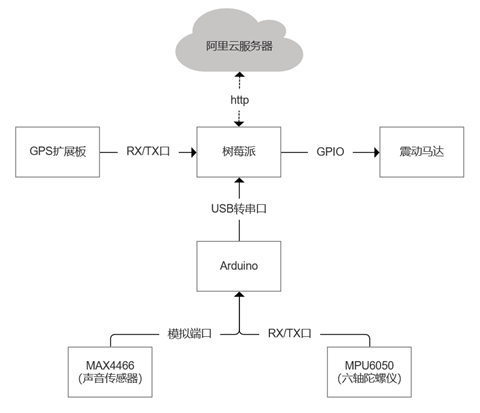 阿里云服务器
http
GPS扩展板
RX/TX口
树莓派
GPIO
震动马达
USB转串口
Arduino
模拟端口
RX/TX口
MAX4466
(声音传感器)
MPU6050
(六轴陀螺仪)